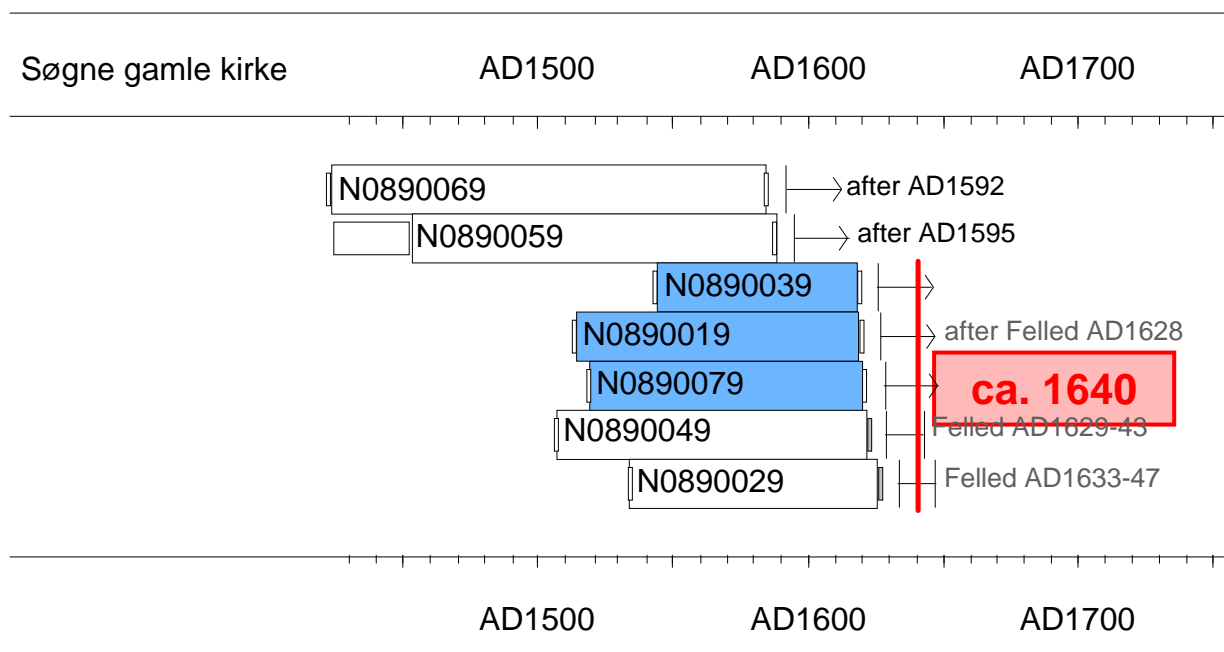 Søgne gamle kirke AD1500 AD1600 AD1700
N0890069 after AD1592
N0890059 after AD1595
N0890039
N0890019 after Felled AD1628
N0890079 ca. 1640
N0890049 Felled AD1629-43
N0890029 Felled AD1633-47
AD1500 AD1600 AD1700